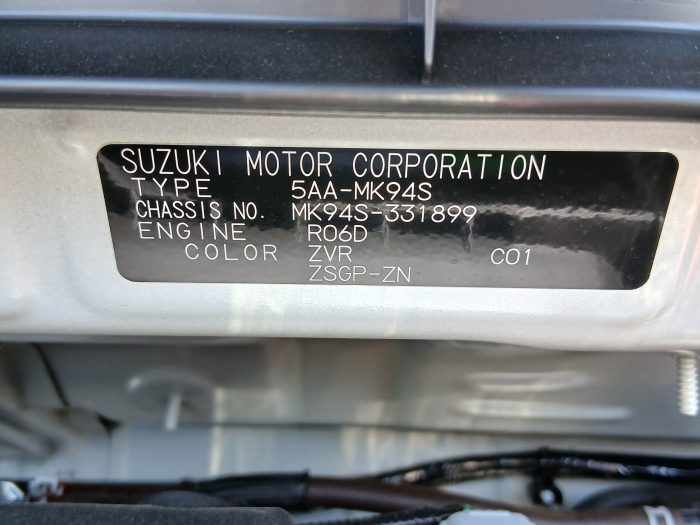 SUZUKI MOTOR CORPORATION
TYPE 5AA-MK94S
CHASSIS NO. MK94S-331899
ENGINE R06D
COLOR ZVR C01
ZSGP-ZN